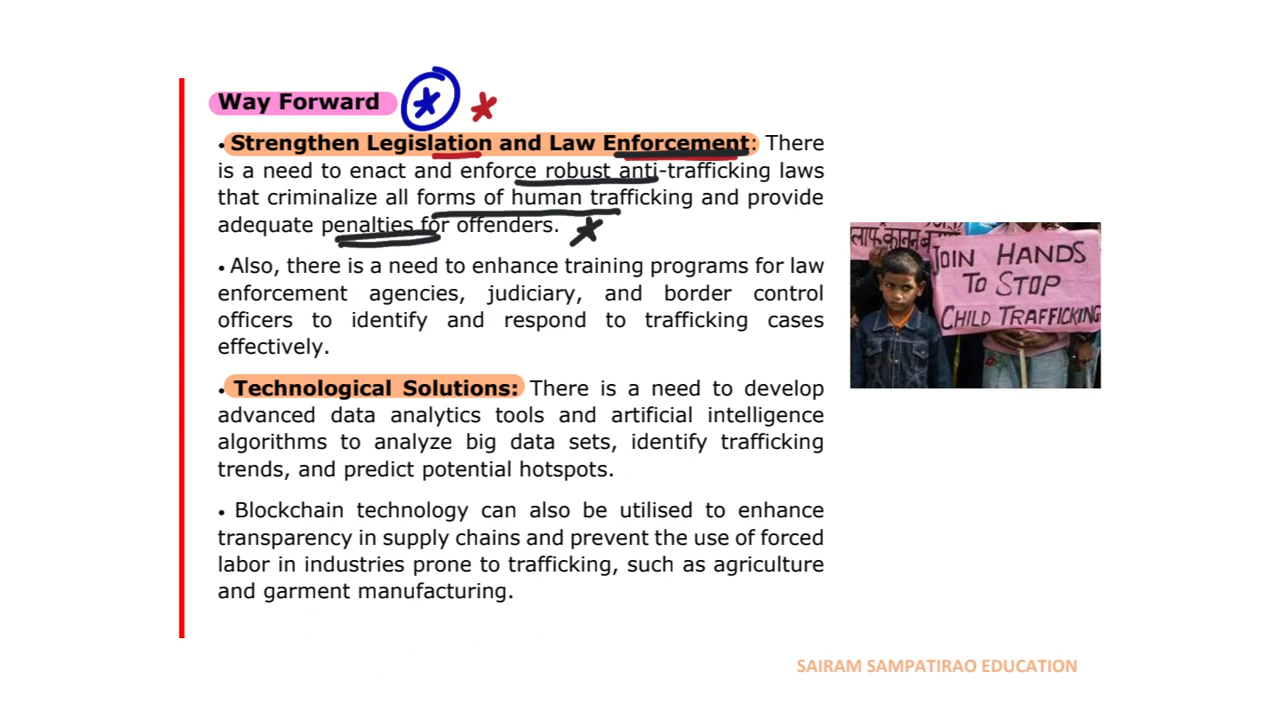 Way Forward
• Strengthen Legislation and Law Enforcement: There
is a need to enact and enforce robust anti-trafficking laws
that criminalize all forms of human trafficking and provide
adequate penalties for offenders.
• Also, there is a need to enhance training programs for law
enforcement agencies, judiciary, and border control
officers to identify and respond to trafficking cases
effectively.
• Technological Solutions: There is a need to develop
advanced data analytics tools and artificial intelligence
algorithms to analyze big data sets, identify trafficking
trends, and predict potential hotspots.
• Blockchain technology can also be utilised to enhance
transparency in supply chains and prevent the use of forced
labor in industries prone to trafficking, such as agriculture
and garment manufacturing.
JOIN HANDS
TO STOP
CHILD TRAFFICKING
SAIRAM SAMPATIRAO EDUCATION